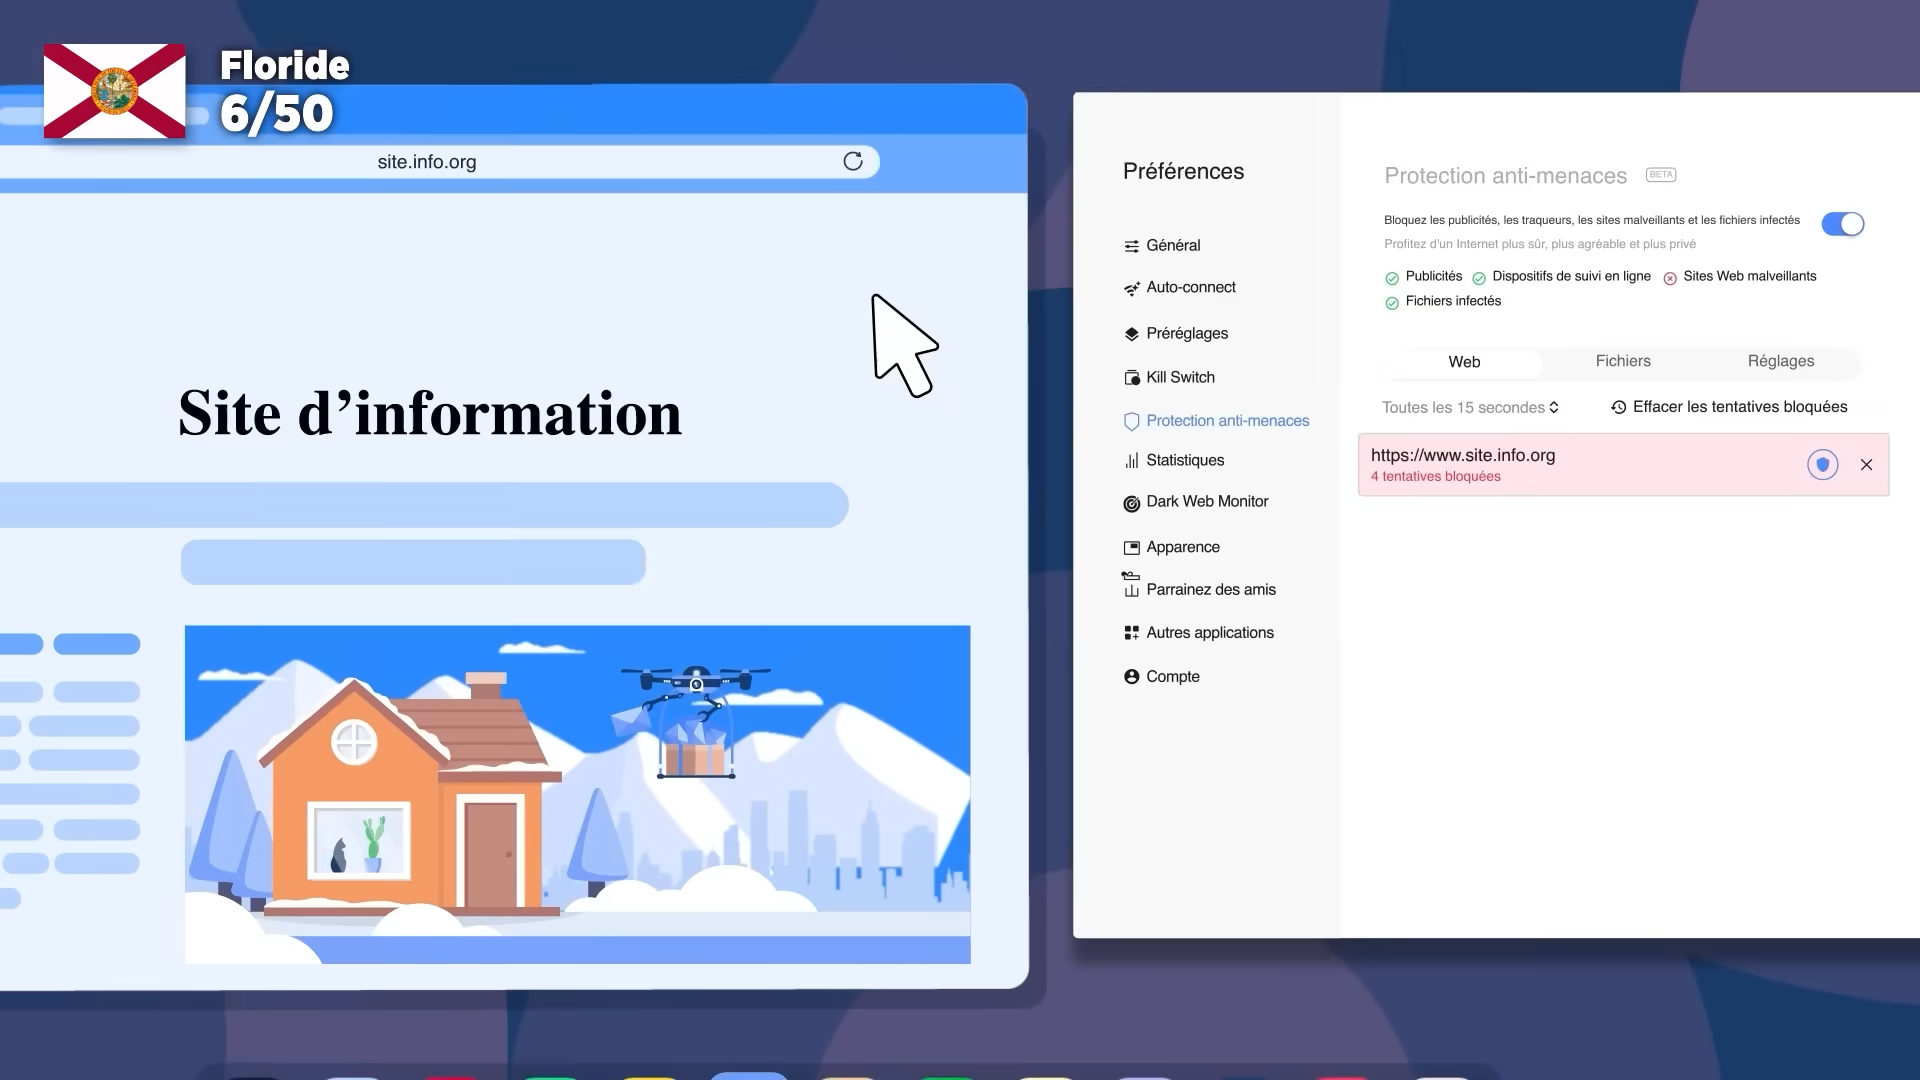 Floride
6/50
site.info.org
Site d’information
Préférences
Général
Auto-connect
Préréglages
Kill Switch
Protection anti-menaces
Statistiques
Dark Web Monitor
Apparence
Parrainez des amis
Autres applications
Compte
Protection anti-menaces BETA
Bloquez les publicités, les traqueurs, les sites malveillants et les fichiers infectés
Profitez d'un Internet plus sûr, plus agréable et plus privé
Publicités Dispositifs de suivi en ligne Sites Web malveillants
Fichiers infectés
Web Fichiers Réglages
Toutes les 15 secondes Effacer les tentatives bloquées
https://www.site.info.org
4 tentatives bloquées